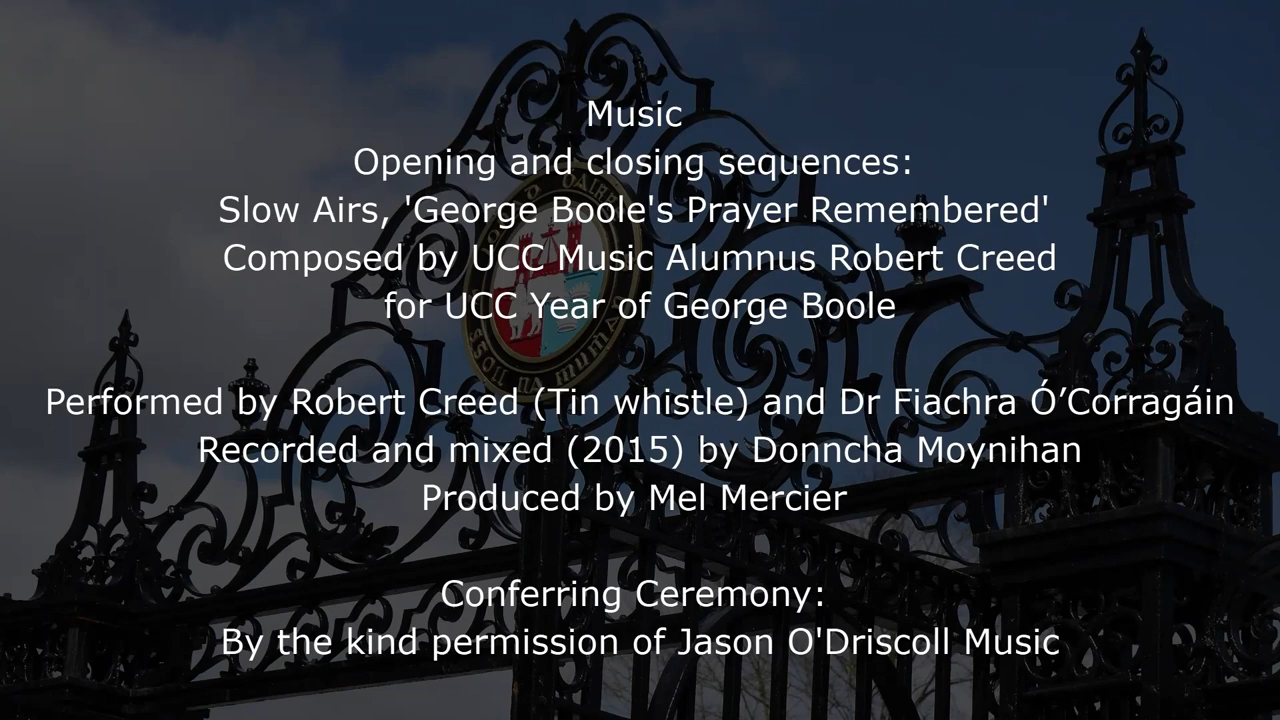 Music
Opening and closing sequences:
Slow Airs, 'George Boole's Prayer Remembered'
Composed by UCC Music Alumnus Robert Creed
for UCC Year of George Boole
Performed by Robert Creed (Tin whistle) and Dr Fiachra Ó’Corragáin
Recorded and mixed (2015) by Donncha Moynihan
Produced by Mel Mercier
Conferring Ceremony:
By the kind permission of Jason O'Driscoll Music